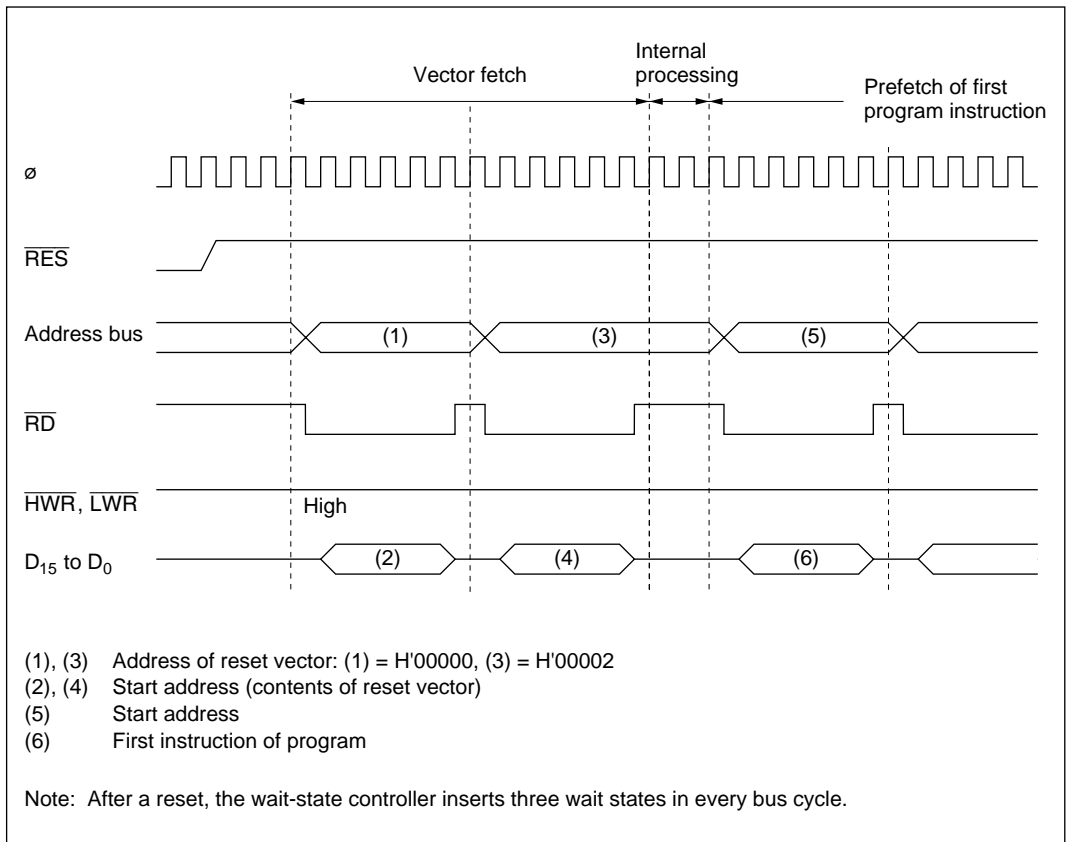 Vector fetch
Internal
processing
Prefetch of first
program instruction
ø
RES
Address bus
(1)
(3)
(5)
RD
HWR, LWR
High
D15 to D0
(2)
(4)
(6)
(1), (3) Address of reset vector: (1) = H'00000, (3) = H'00002
(2), (4) Start address (contents of reset vector)
(5) Start address
(6) First instruction of program
Note: After a reset, the wait-state controller inserts three wait states in every bus cycle.